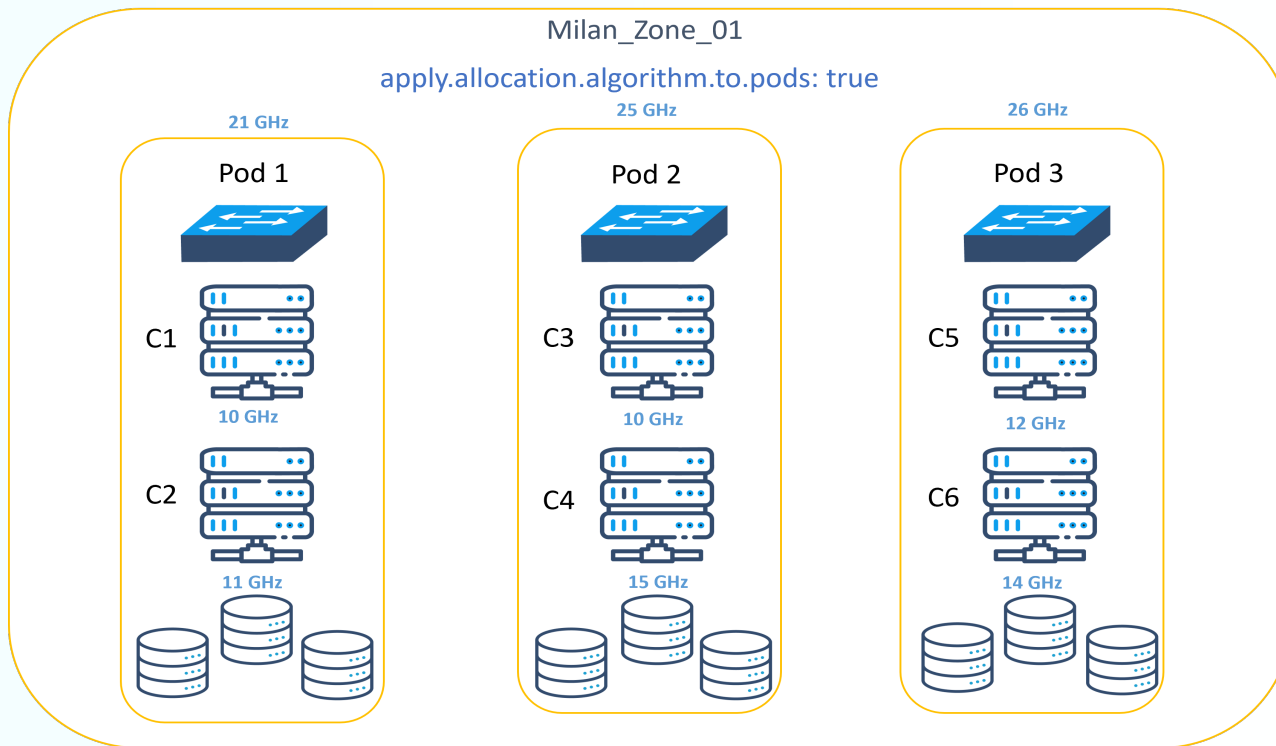 Milan_Zone_01
apply.allocation.algorithm.to.pods: true
21 GHz
25 GHz
26 GHz
Pod 1
Pod 2
Pod 3
C1
C3
C5
10 GHz
10 GHz
12 GHz
C2
C4
C6
11 GHz
15 GHz
14 GHz